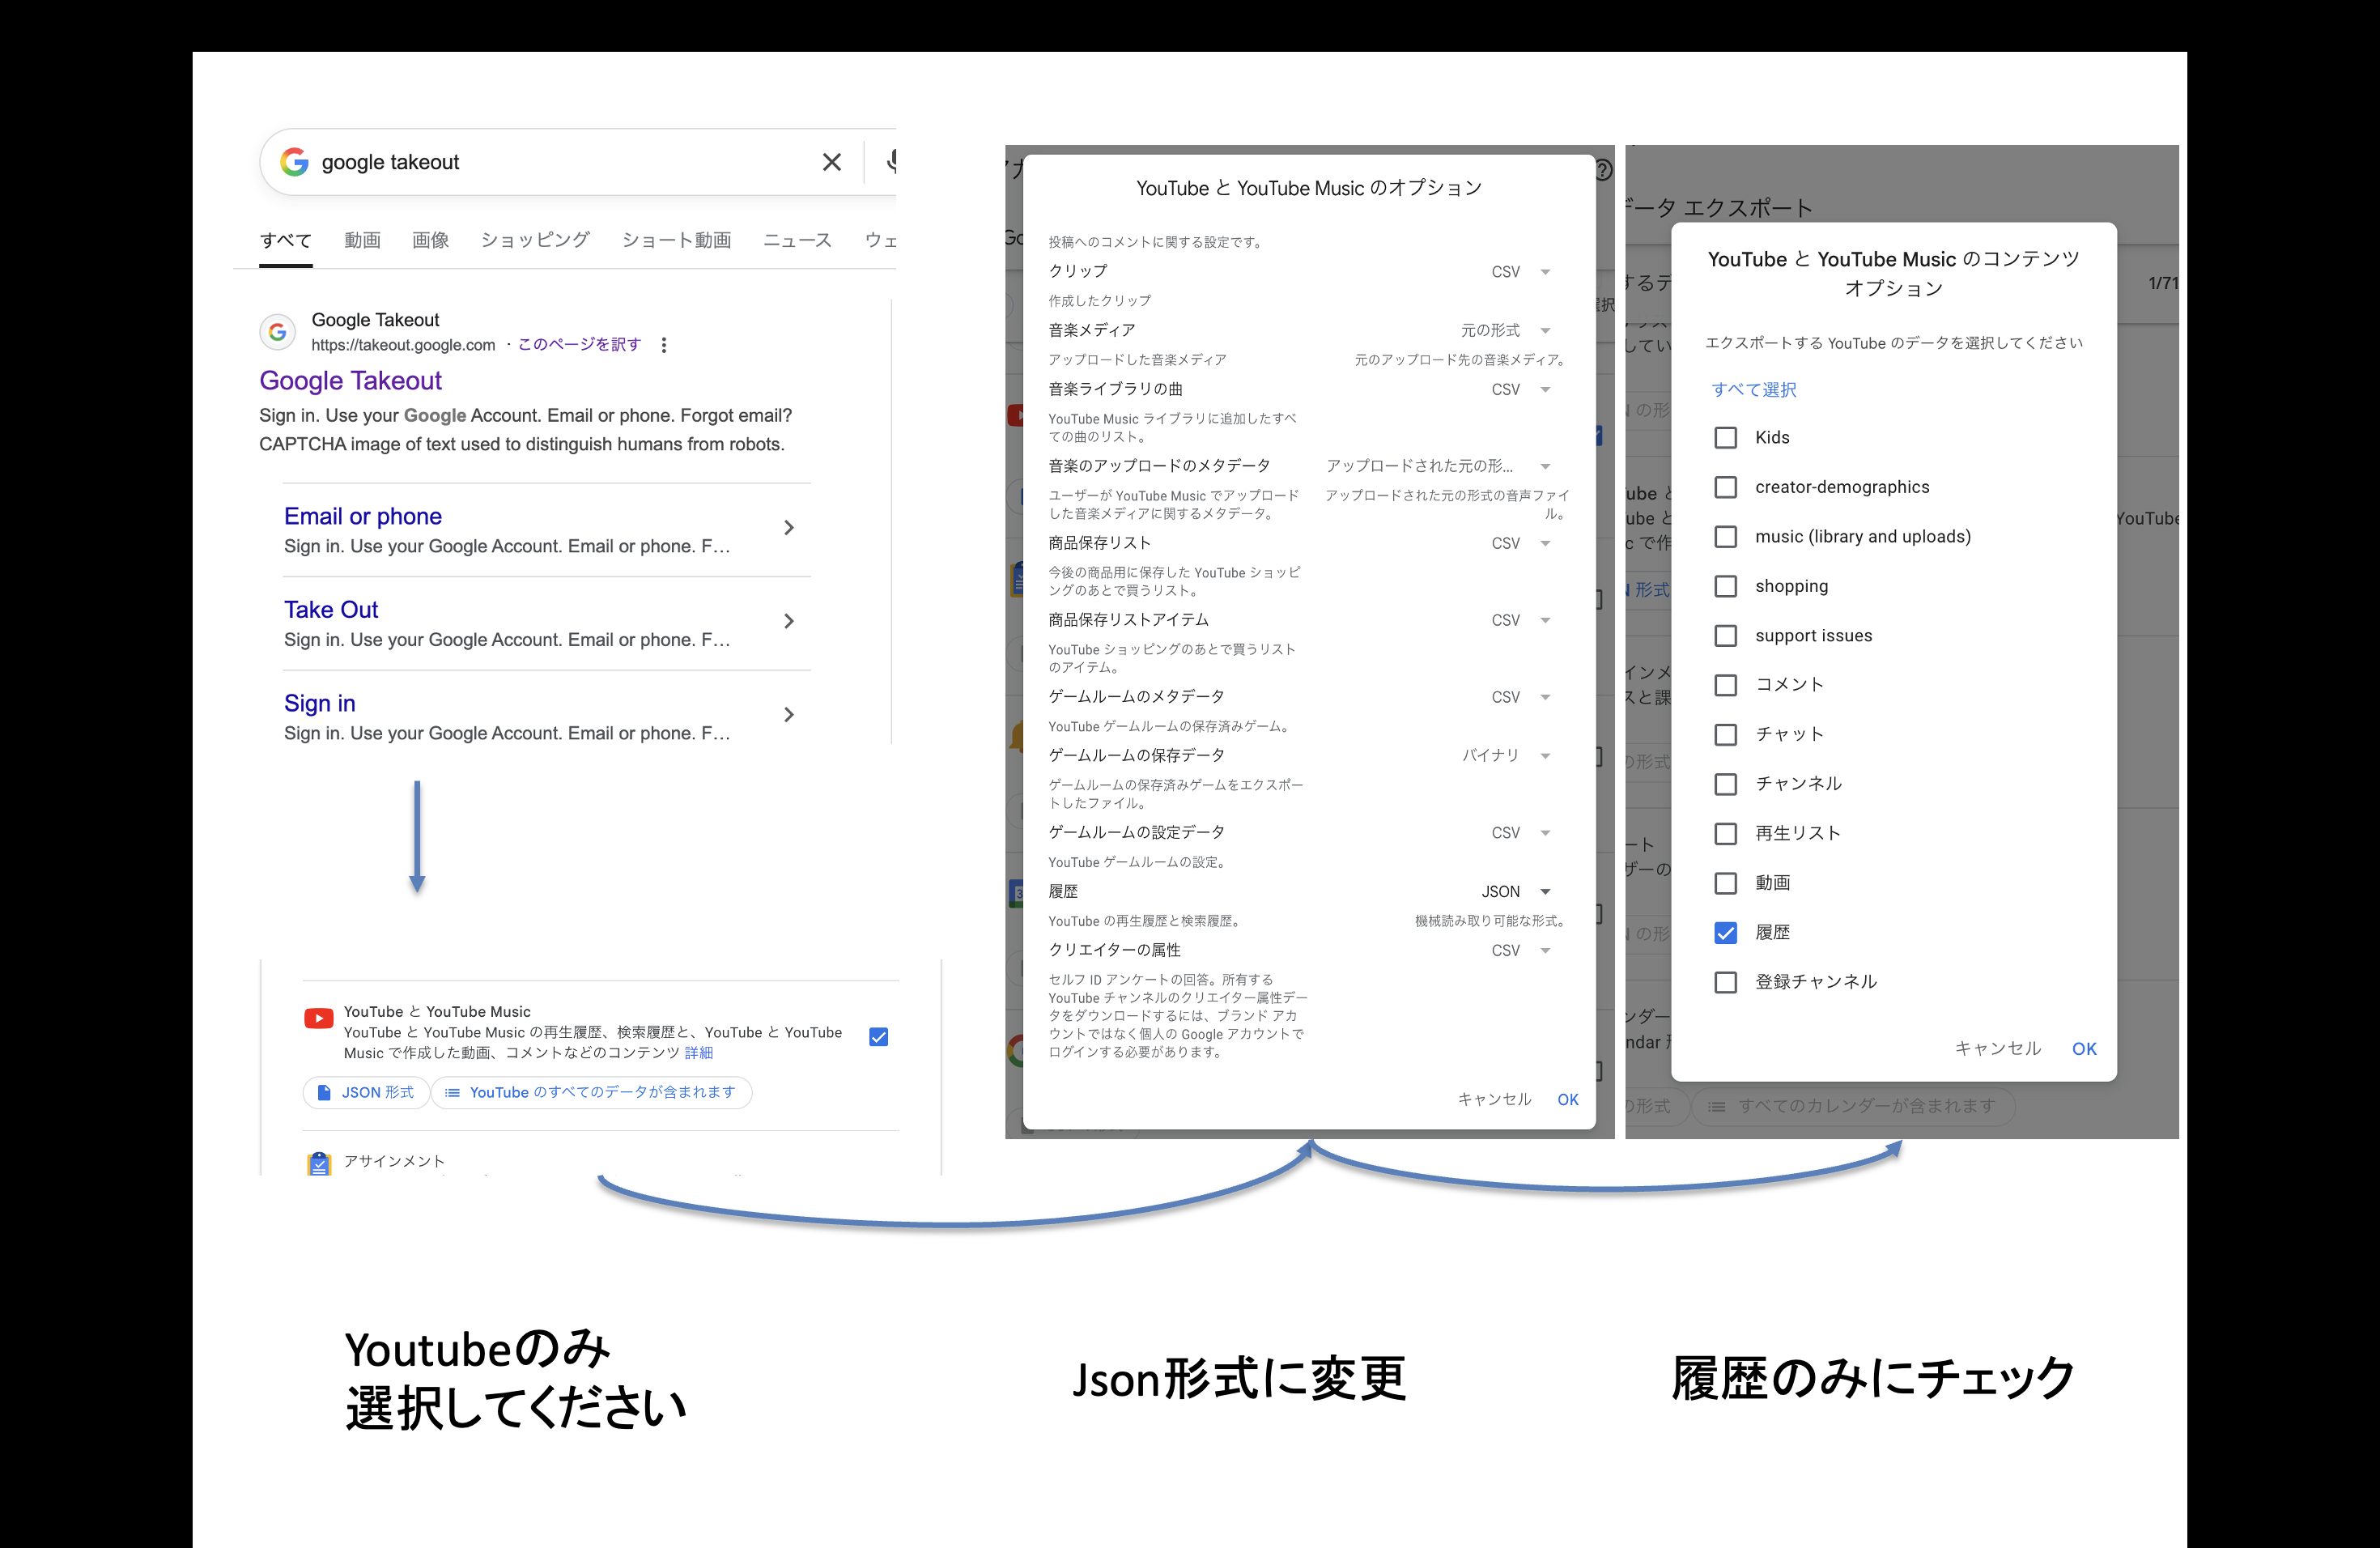 google takeout
すべて 動画 画像 ショッピング ショート動画 ニュース ウェ
Google Takeout
https://takeout.google.com · このページを訳す
Google Takeout
Sign in. Use your Google Account. Email or phone. Forgot email?
CAPTCHA image of text used to distinguish humans from robots.
Email or phone
Sign in. Use your Google Account. Email or phone. F...
Take Out
Sign in. Use your Google Account. Email or phone. F...
Sign in
Sign in. Use your Google Account. Email or phone. F...
YouTube と YouTube Music
YouTube と YouTube Music の再生履歴、検索履歴と、YouTube と YouTube
Music で作成した動画、コメントなどのコンテンツ 詳細
JSON 形式 YouTube のすべてのデータが含まれます
アサインメント
Youtubeのみ
選択してください
YouTube と YouTube Music のオプション
投稿へのコメントに関する設定です。
クリップ CSV
作成したクリップ
音楽メディア 元の形式
アップロードした音楽メディア 元のアップロード先の音楽メディア。
音楽ライブラリの曲 CSV
YouTube Music ライブラリに追加したすべ
ての曲のリスト。
音楽のアップロードのメタデータ アップロードされた元の形...
ユーザーが YouTube Music でアップロード アップロードされた元の形式の音声ファイ
した音楽メディアに関するメタデータ。 ル。
商品保存リスト CSV
今後の商品用に保存した YouTube ショッピ
ングのあとで買うリスト。
商品保存リストアイテム CSV
YouTube ショッピングのあとで買うリスト
のアイテム。
ゲームルームのメタデータ CSV
YouTube ゲームルームの保存済みゲーム。
ゲームルームの保存データ バイナリ
ゲームルームの保存済みゲームをエクスポー
トしたファイル。
ゲームルームの設定データ CSV
YouTube ゲームルームの設定。
履歴 JSON
YouTube の再生履歴と検索履歴。 機械読み取り可能な形式。
クリエイターの属性 CSV
セルフ ID アンケートの回答。所有する
YouTube チャンネルのクリエイター属性デー
タをダウンロードするには、ブランド アカ
ウントではなく個人の Google アカウントで
ログインする必要があります。
キャンセル OK
Json形式に変更
データ エクスポート
1/71
YouTube と YouTube Music のコンテンツ
オプション
エクスポートする YouTube のデータを選択してください
すべて選択
Kids
creator-demographics
music (library and uploads)
shopping
support issues
コメント
チャット
チャンネル
再生リスト
動画
履歴
登録チャンネル
キャンセル OK
すべてのカレンダーが含まれます
履歴のみにチェック